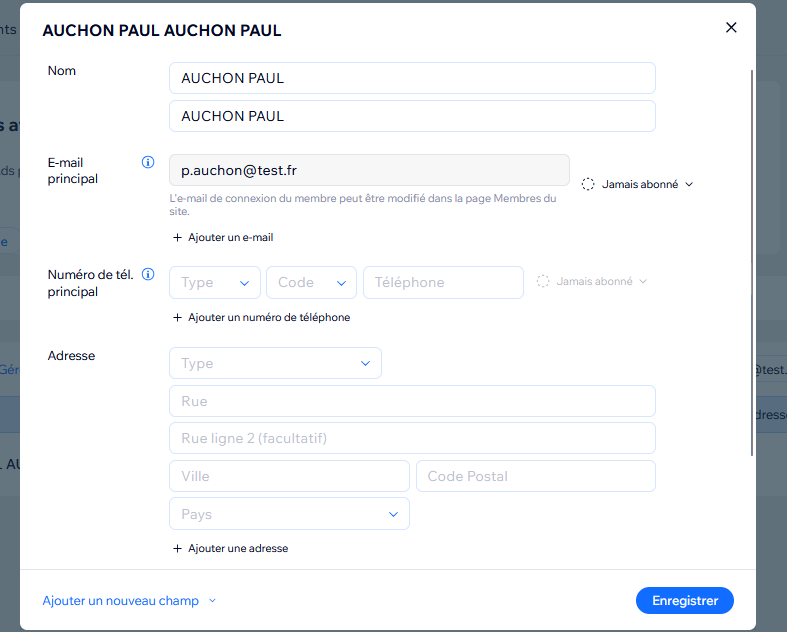 AUCHON PAUL AUCHON PAUL
Nom
AUCHON PAUL
AUCHON PAUL
E-mail
principal
p.auchon@test.fr
Jamais abonné
L'e-mail de connexion du membre peut être modifié dans la page Membres du
site.
+ Ajouter un e-mail
Numéro de tél.
principal
Type
Code
Téléphone
Jamais abonné
+ Ajouter un numéro de téléphone
Adresse
Type
Rue
Rue ligne 2 (facultatif)
Ville
Code Postal
Pays
+ Ajouter une adresse
Ajouter un nouveau champ
Enregistrer